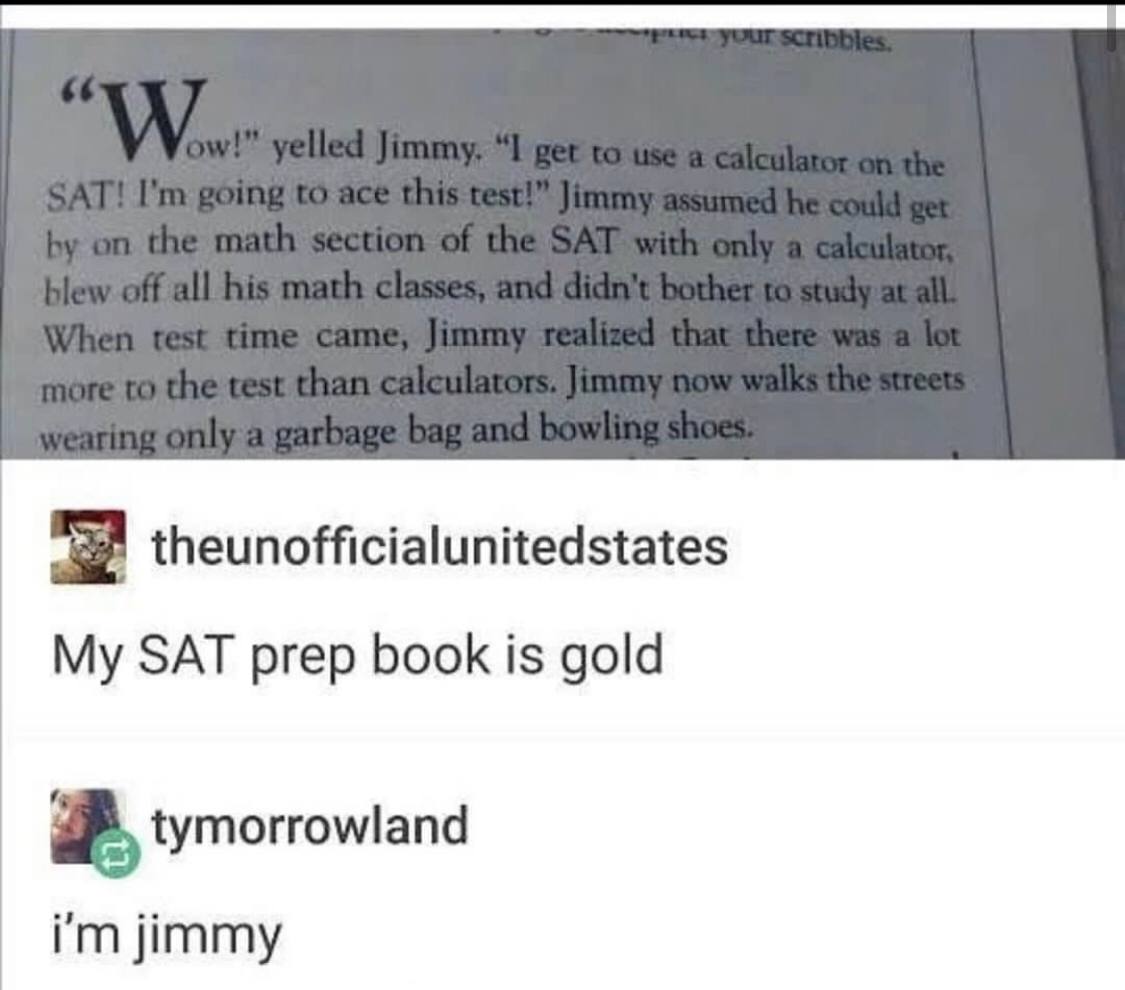 your scribbles.
“Wow!” yelled Jimmy. “I get to use a calculator on the
SAT! I'm going to ace this test!” Jimmy assumed he could get
by on the math section of the SAT with only a calculator,
blew off all his math classes, and didn't bother to study at all.
When test time came, Jimmy realized that there was a lot
more to the test than calculators. Jimmy now walks the streets
wearing only a garbage bag and bowling shoes.
theunofficialunitedstates
My SAT prep book is gold
tymorrowland
i'm jimmy